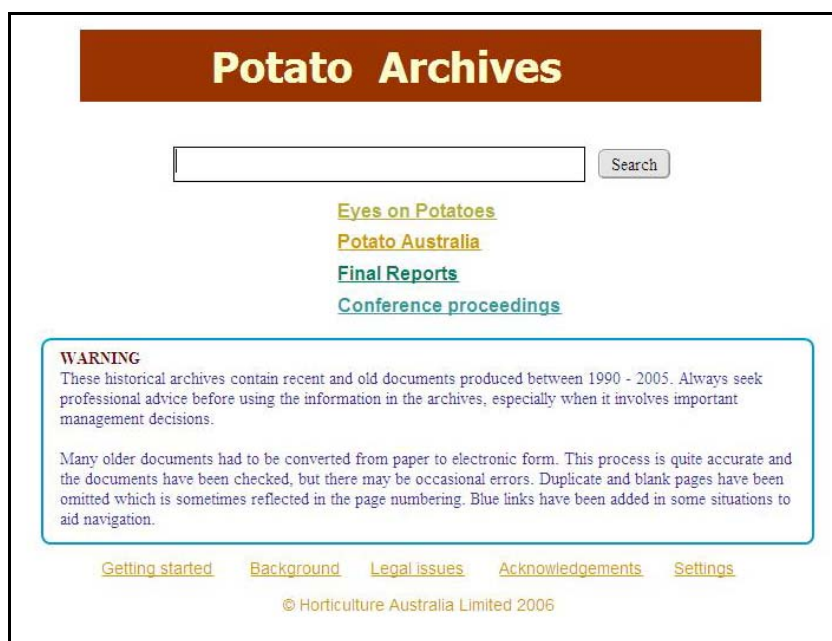 Potato Archives
Search
Eyes on Potatoes
Potato Australia
Final Reports
Conference proceedings
WARNING
These historical archives contain recent and old documents produced between 1990 - 2005. Always seek
professional advice before using the information in the archives, especially when it involves important
management decisions.
Many older documents had to be converted from paper to electronic form. This process is quite accurate and
the documents have been checked, but there may be occasional errors. Duplicate and blank pages have been
omitted which is sometimes reflected in the page numbering. Blue links have been added in some situations to
aid navigation.
Getting started Background Legal issues Acknowledgements Settings
© Horticulture Australia Limited 2006